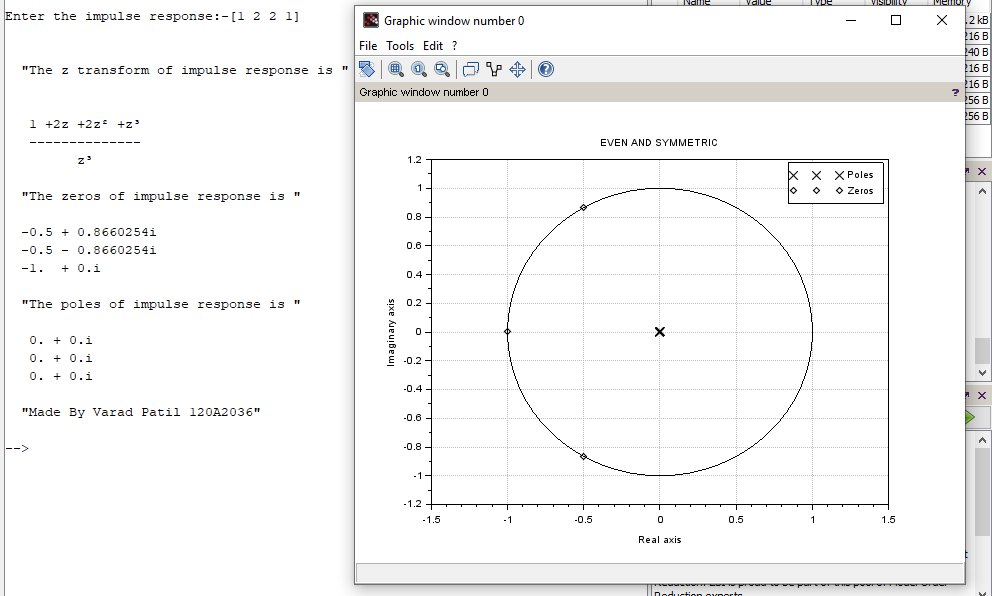 Enter the impulse response:-[1 2 2 1]
"The z transform of impulse response is "
1 +2z +2z² +z³
--------------
z³
"The zeros of impulse response is "
-0.5 + 0.8660254i
-0.5 - 0.8660254i
-1. + 0.i
"The poles of impulse response is "
0. + 0.i
0. + 0.i
0. + 0.i
"Made By Varad Patil 120A2036"
-->
Graphic window number 0
File Tools Edit ?
Graphic window number 0
?
EVEN AND SYMMETRIC
Poles
Zeros
Imaginary axis
1.2
1
0.8
0.6
0.4
0.2
0
-0.2
-0.4
-0.6
-0.8
-1
-1.2
-1.5 -1 -0.5 0 0.5 1 1.5
Real axis
Name Value Type Visibility Memory
.2 kB
216 B
240 B
216 B
216 B
256 B
256 B